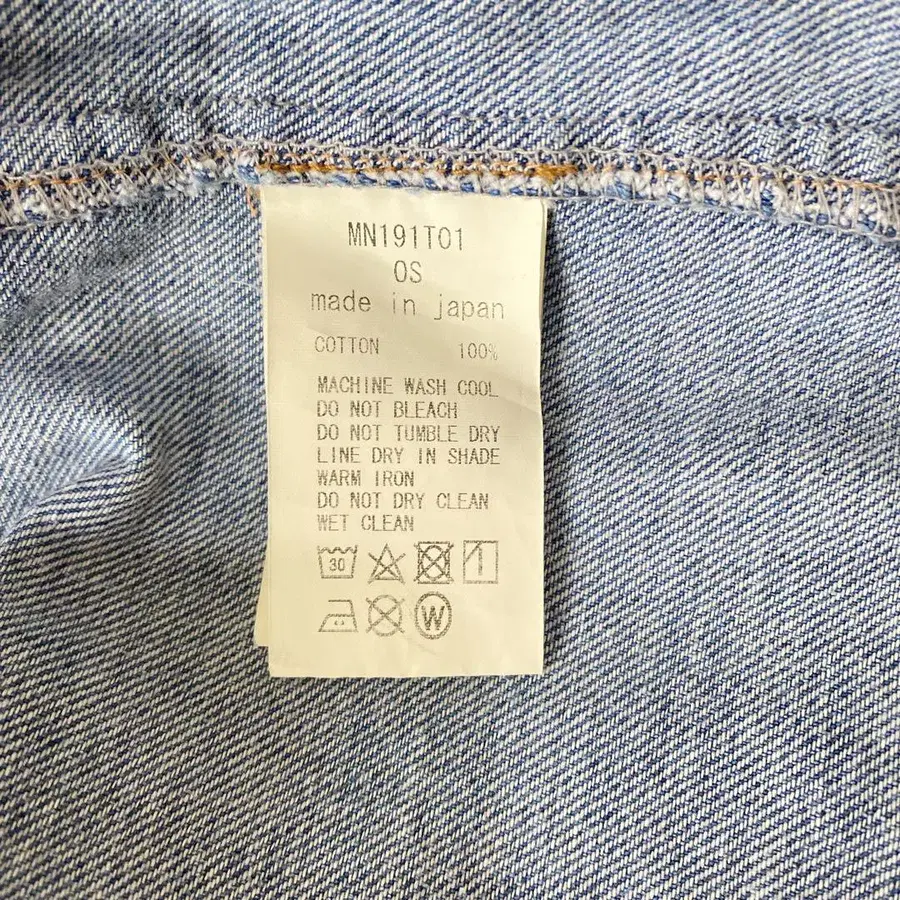 MN191T01
OS
made in japan
COTTON 100%
MACHINE WASH COOL
DO NOT BLEACH
DO NOT TUMBLE DRY
LINE DRY IN SHADE
WARM IRON
DO NOT DRY CLEAN
WET CLEAN
30
W